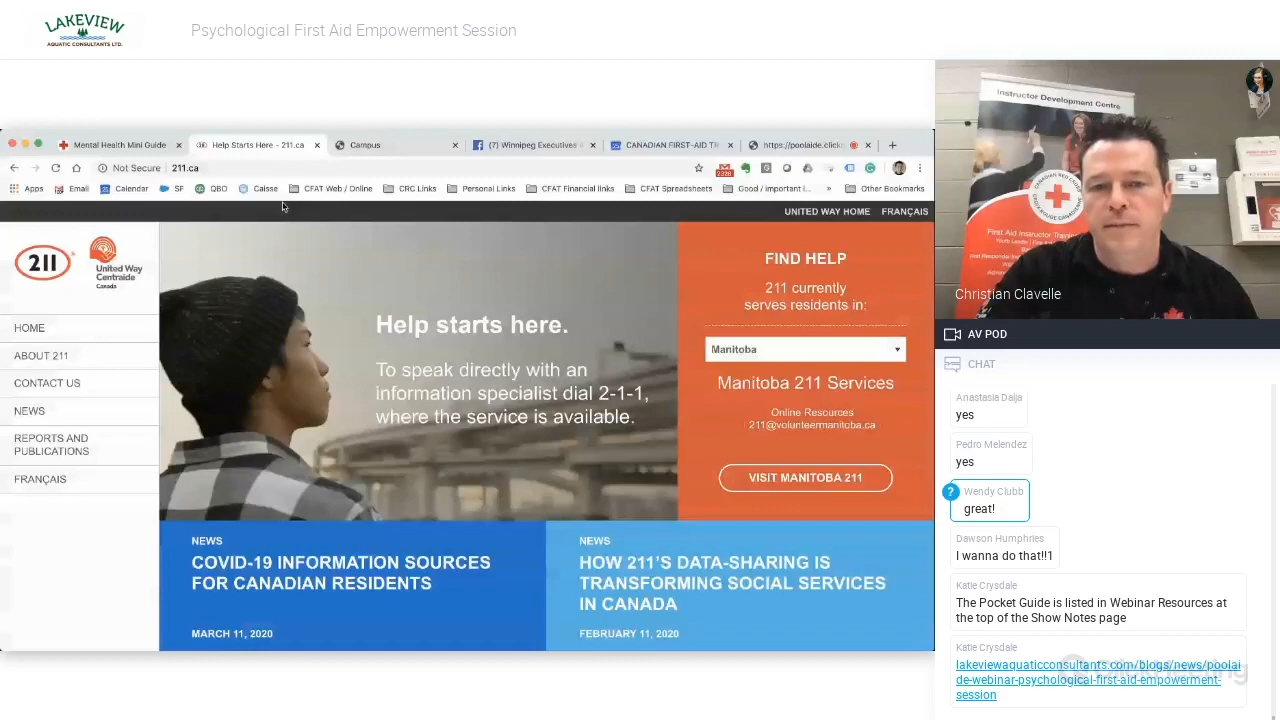 LAKEVIEW
AQUATIC CONSULTANTS LTD.
Psychological First Aid Empowerment Session
Mental Health Mini Guide
Help Starts Here - 211.ca
Campus
(7) Winnipeg Executives
CANADIAN FIRST-AID TR
https://poolaide.click
Not Secure
211.ca
2326
Apps
Email
Calendar
SF
QBO
Caisse
CFAT Web / Online
CRC Links
Personal Links
CFAT Financial links
CFAT Spreadsheets
Good / important l...
»
Other Bookmarks
UNITED WAY HOME
FRANÇAIS
211
United Way
Centraide
Canada
HOME
ABOUT 211
CONTACT US
NEWS
REPORTS AND
PUBLICATIONS
FRANÇAIS
Help starts here.
To speak directly with an
information specialist dial 2-1-1,
where the service is available.
FIND HELP
211 currently
serves residents in:
Manitoba
Manitoba 211 Services
Online Resources
211@volunteermanitoba.ca
VISIT MANITOBA 211
NEWS
COVID-19 INFORMATION SOURCES
FOR CANADIAN RESIDENTS
MARCH 11, 2020
NEWS
HOW 211'S DATA-SHARING IS
TRANSFORMING SOCIAL SERVICES
IN CANADA
FEBRUARY 11, 2020
Instructor Development Centre
First Aid Instructor Training
Christian Clavelle
AV POD
CHAT
Anastasia Daija
yes
Pedro Melendez
yes
?
Wendy Clubb
great!
Dawson Humphries
I wanna do that!!1
Katie Crysdale
The Pocket Guide is listed in Webinar Resources at
the top of the Show Notes page
Katie Crysdale
lakeviewaquaticconsultants.com/blogs/news/poolai
de-webinar-psychological-first-aid-empowerment-
session
ClickMeeting